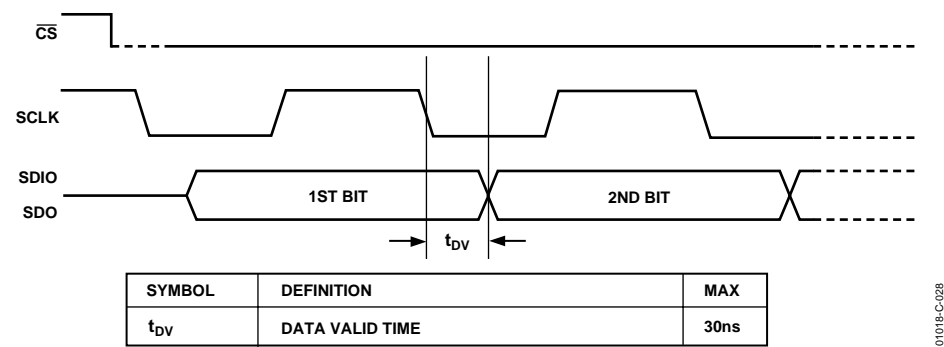 CS
SCLK
SDIO
SDO
1ST BIT
2ND BIT
tDV
SYMBOL DEFINITION MAX
tDV DATA VALID TIME 30ns
01018-C-028